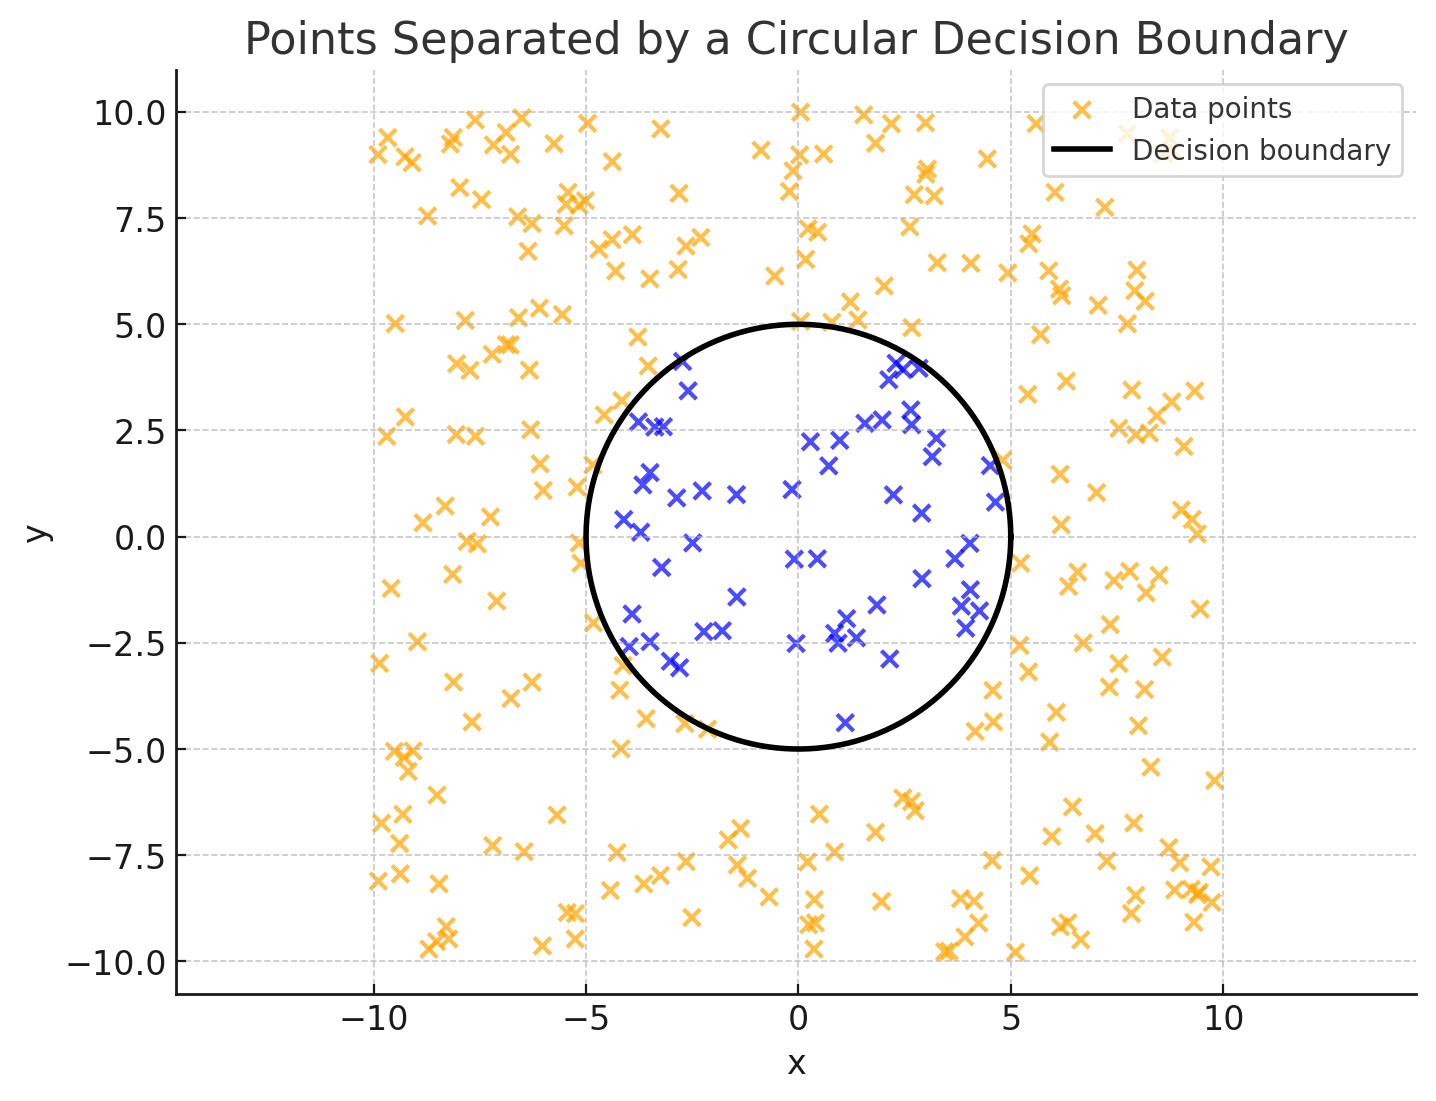 Points Separated by a Circular Decision Boundary
Data points
Decision boundary
10.0
7.5
5.0
2.5
0.0
−2.5
−5.0
−7.5
−10.0
y
−10 −5 0 5 10
x